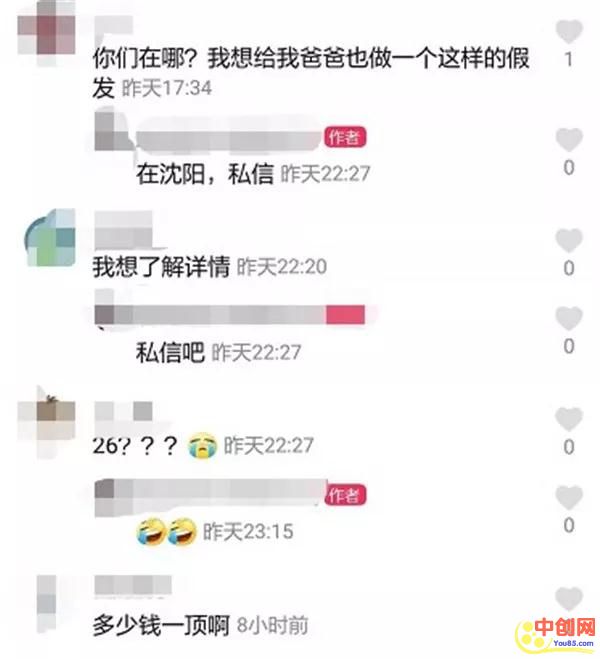 你们在哪？我想给我爸爸也做一个这样的假
发 昨天17:34
1
作者
在沈阳，私信 昨天22:27
0
我想了解详情 昨天22:20
0
私信吧 昨天22:27
0
26？？？😭 昨天22:27
0
作者
🤣🤣 昨天23:15
0
多少钱一顶啊 8小时前
中创网
You85.com